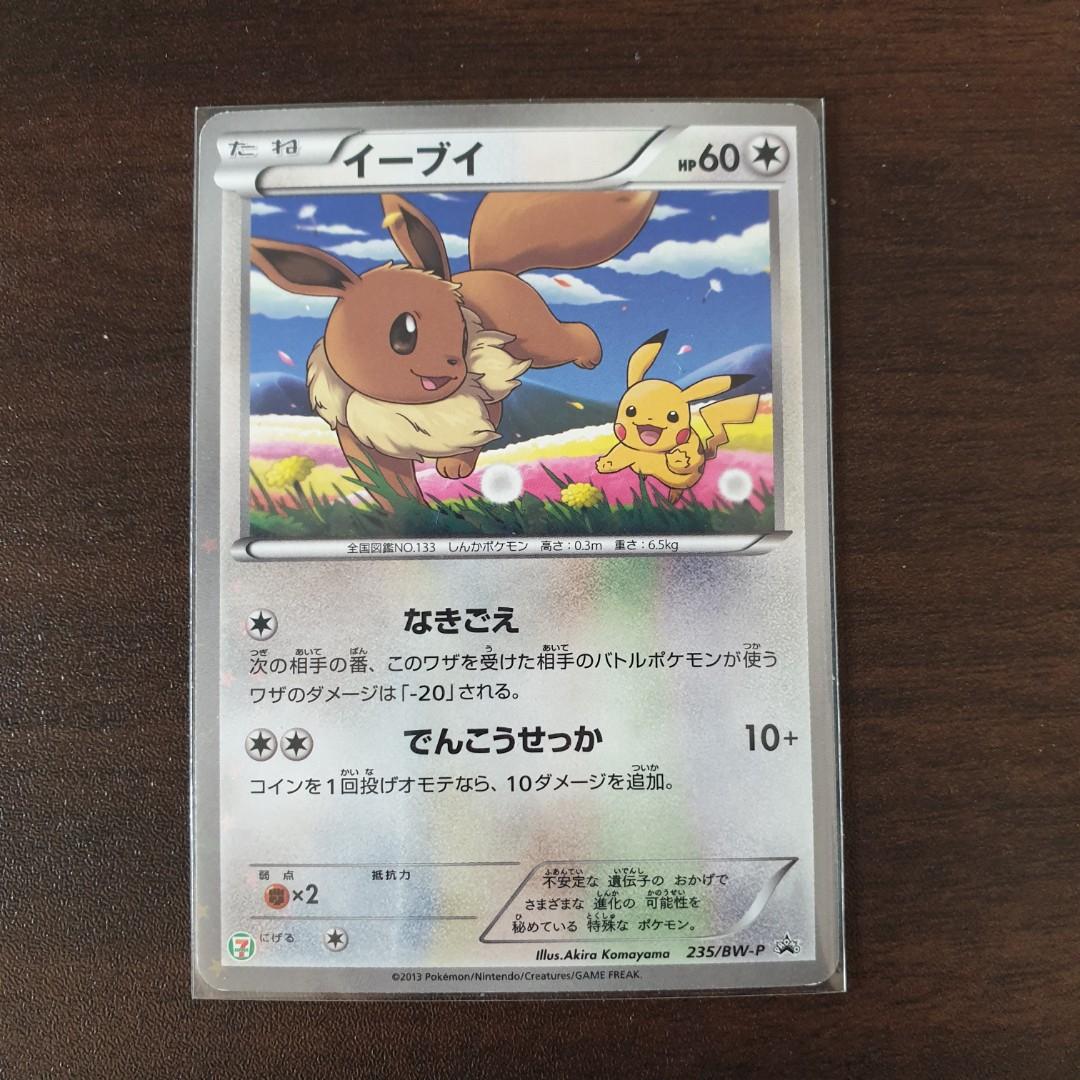 たね イーブイ HP60
全国図鑑NO.133 しんかポケモン 高さ:0.3m 重さ:6.5kg
なきごえ
次の相手の番、このワザを受けた相手のバトルポケモンが使う
ワザのダメージは「-20」される。
でんこうせっか 10+
コインを1回投げオモテなら、10ダメージを追加。
弱点 抵抗力
×2
にげる
不安定な 遺伝子の おかげで
さまざまな 進化の 可能性を
秘めている 特殊な ポケモン。
7
Illus.Akira Komayama 235/BW-P
©2013 Pokémon/Nintendo/Creatures/GAME FREAK.